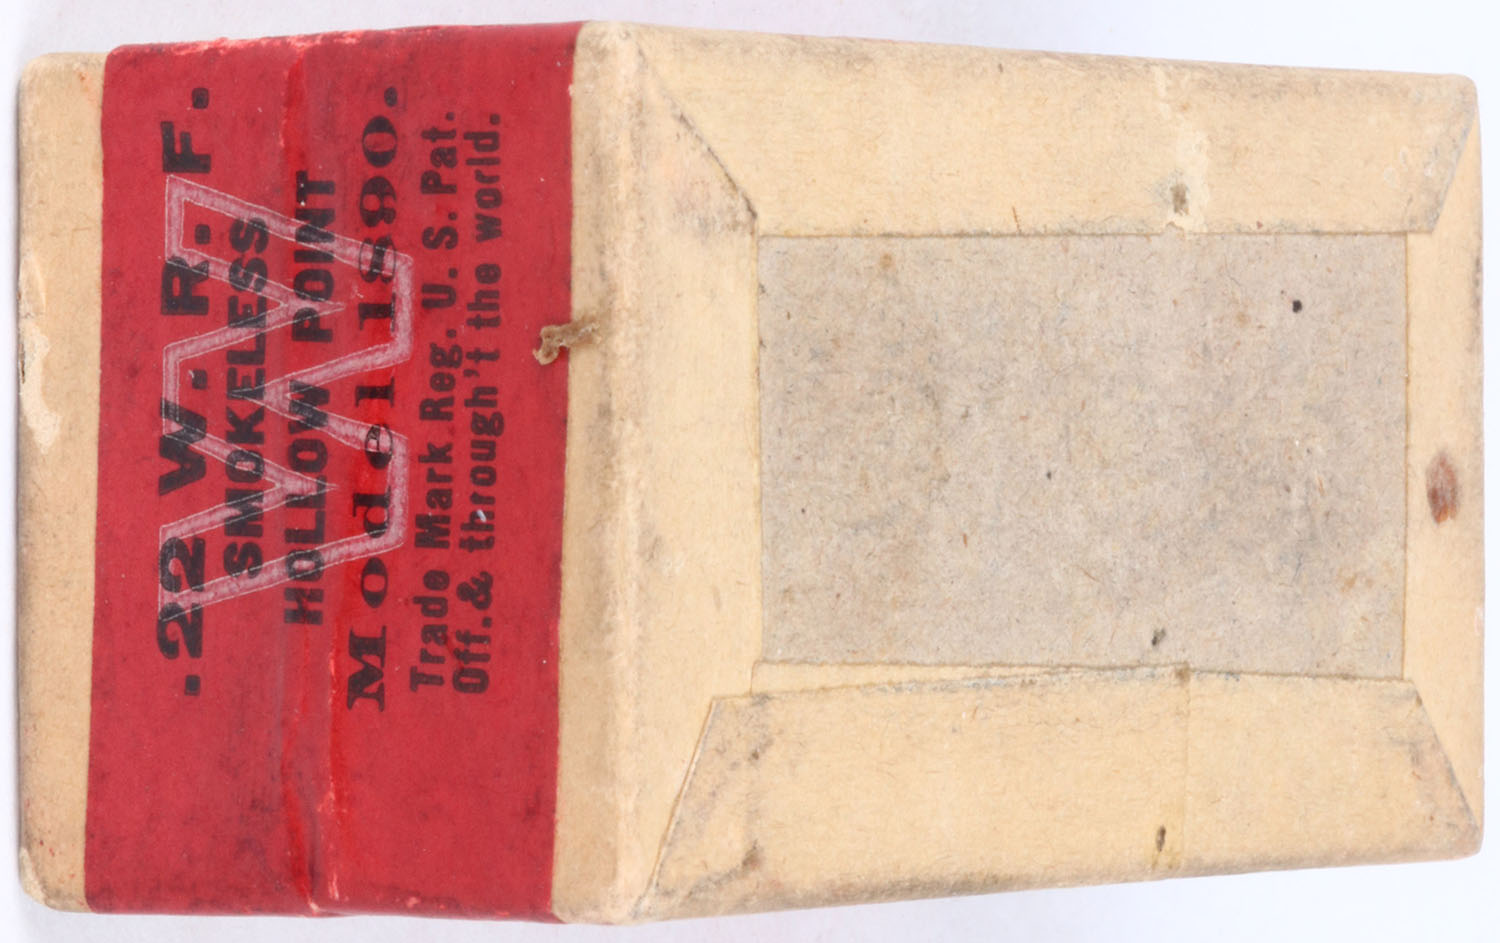 .22 W. R. F.
SMOKELESS
HOLLOW POINT
Model 1890.
Trade Mark Reg. U. S. Pat.
Off. & through't the world.
W